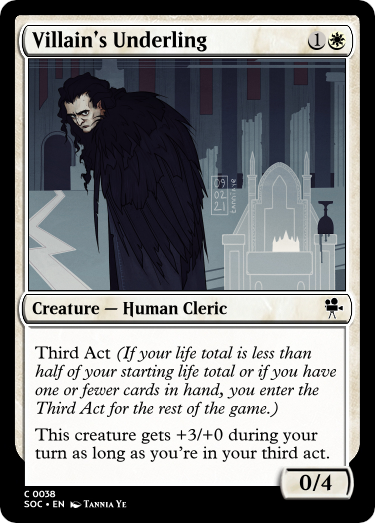 Villain's Underling
1
09
02
21
Creature — Human Cleric
Third Act (If your life total is less than
half of your starting life total or if you have
one or fewer cards in hand, you enter the
Third Act for the rest of the game.)
This creature gets +3/+0 during your
turn as long as you're in your third act.
0/4
C 0038
SOC • EN Tannia Ye